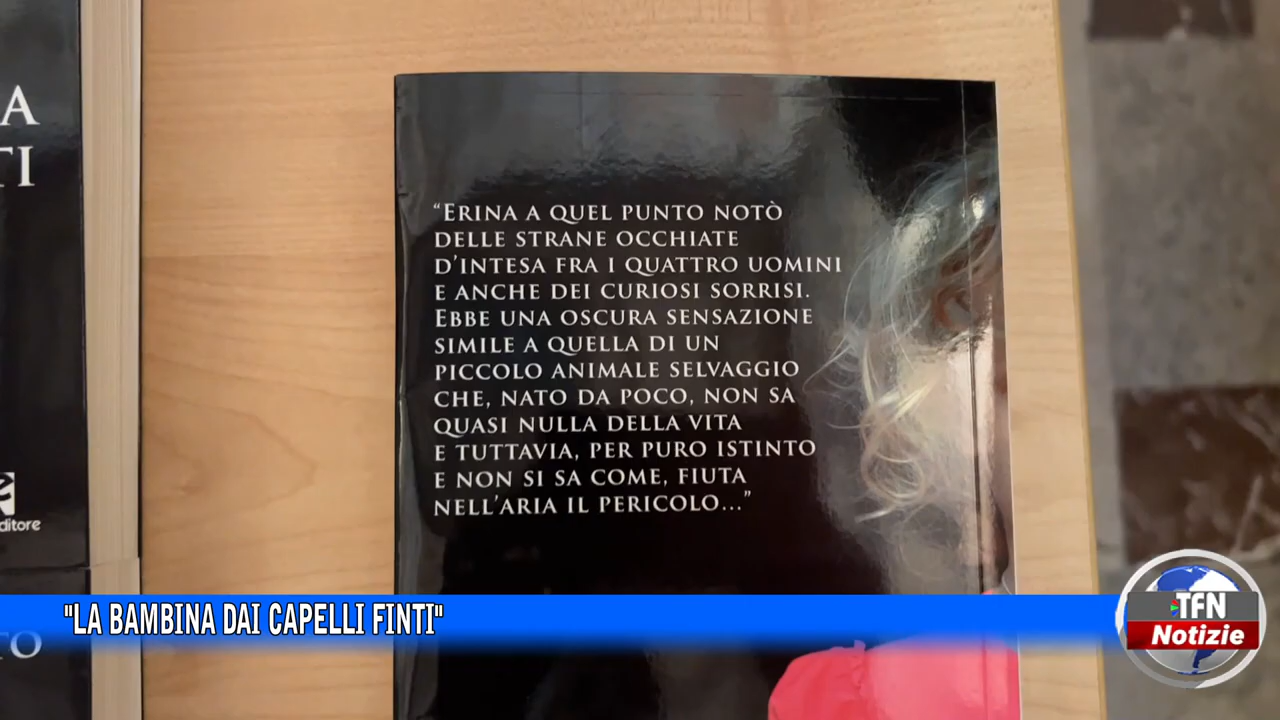 A
TI
"ERINA A QUEL PUNTO NOTÒ
DELLE STRANE OCCHIATE
D'INTESA FRA I QUATTRO UOMINI
E ANCHE DEI CURIOSI SORRISI.
EBBE UNA OSCURA SENSAZIONE
SIMILE A QUELLA DI UN
PICCOLO ANIMALE SELVAGGIO
CHE, NATO DA POCO, NON SA
QUASI NULLA DELLA VITA
E TUTTAVIA, PER PURO ISTINTO
E NON SI SA COME, FIUTA
NELL'ARIA IL PERICOLO..."
ditore
"LA BAMBINA DAI CAPELLI FINTI"
TO
TFN
Notizie